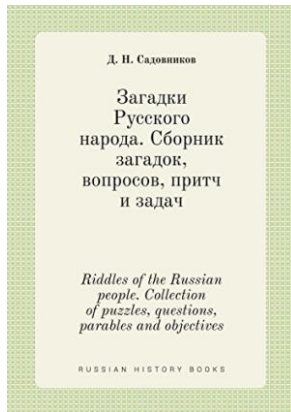 Д. Н. Садовников
Загадки
Русского
народа. Сборник
загадок,
вопросов, притч
и задач
Riddles of the Russian
people. Collection
of puzzles, questions,
parables and objectives
RUSSIAN HISTORY BOOKS